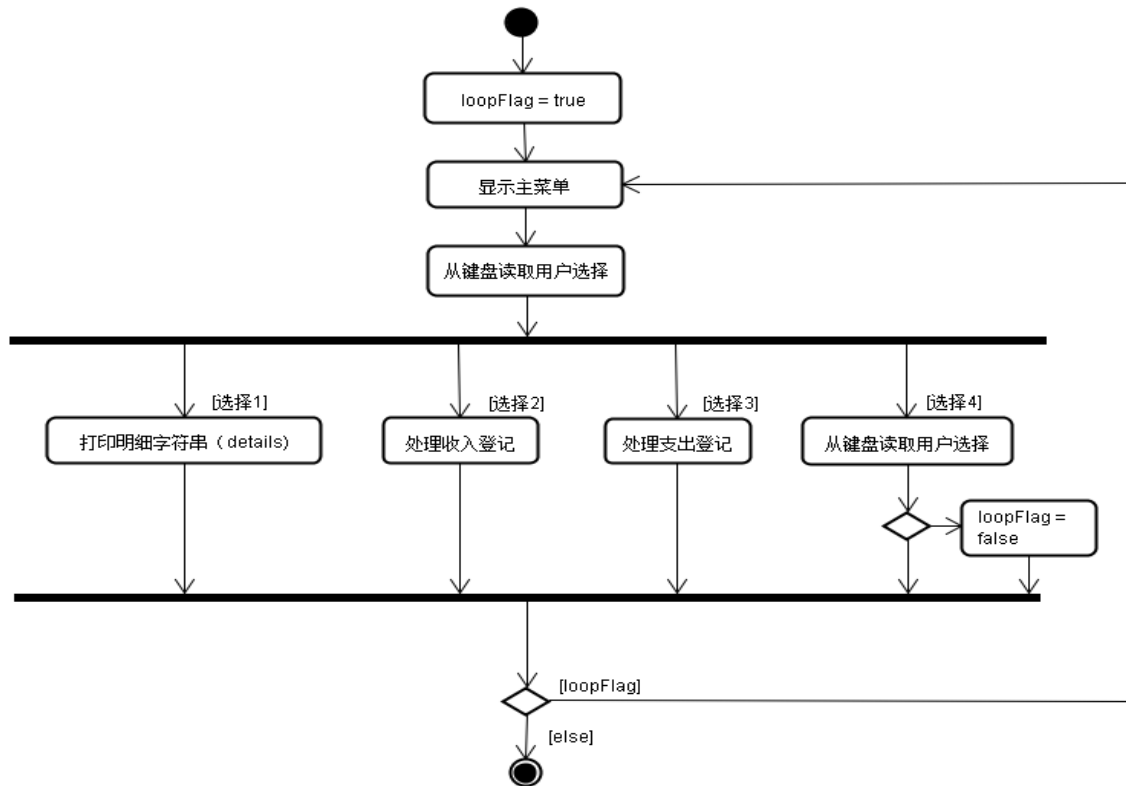 loopFlag = true
显示主菜单
从键盘读取用户选择
[选择1]
[选择2]
[选择3]
[选择4]
打印明细字符串（details)
处理收入登记
处理支出登记
从键盘读取用户选择
loopFlag =
false
[loopFlag]
[else]